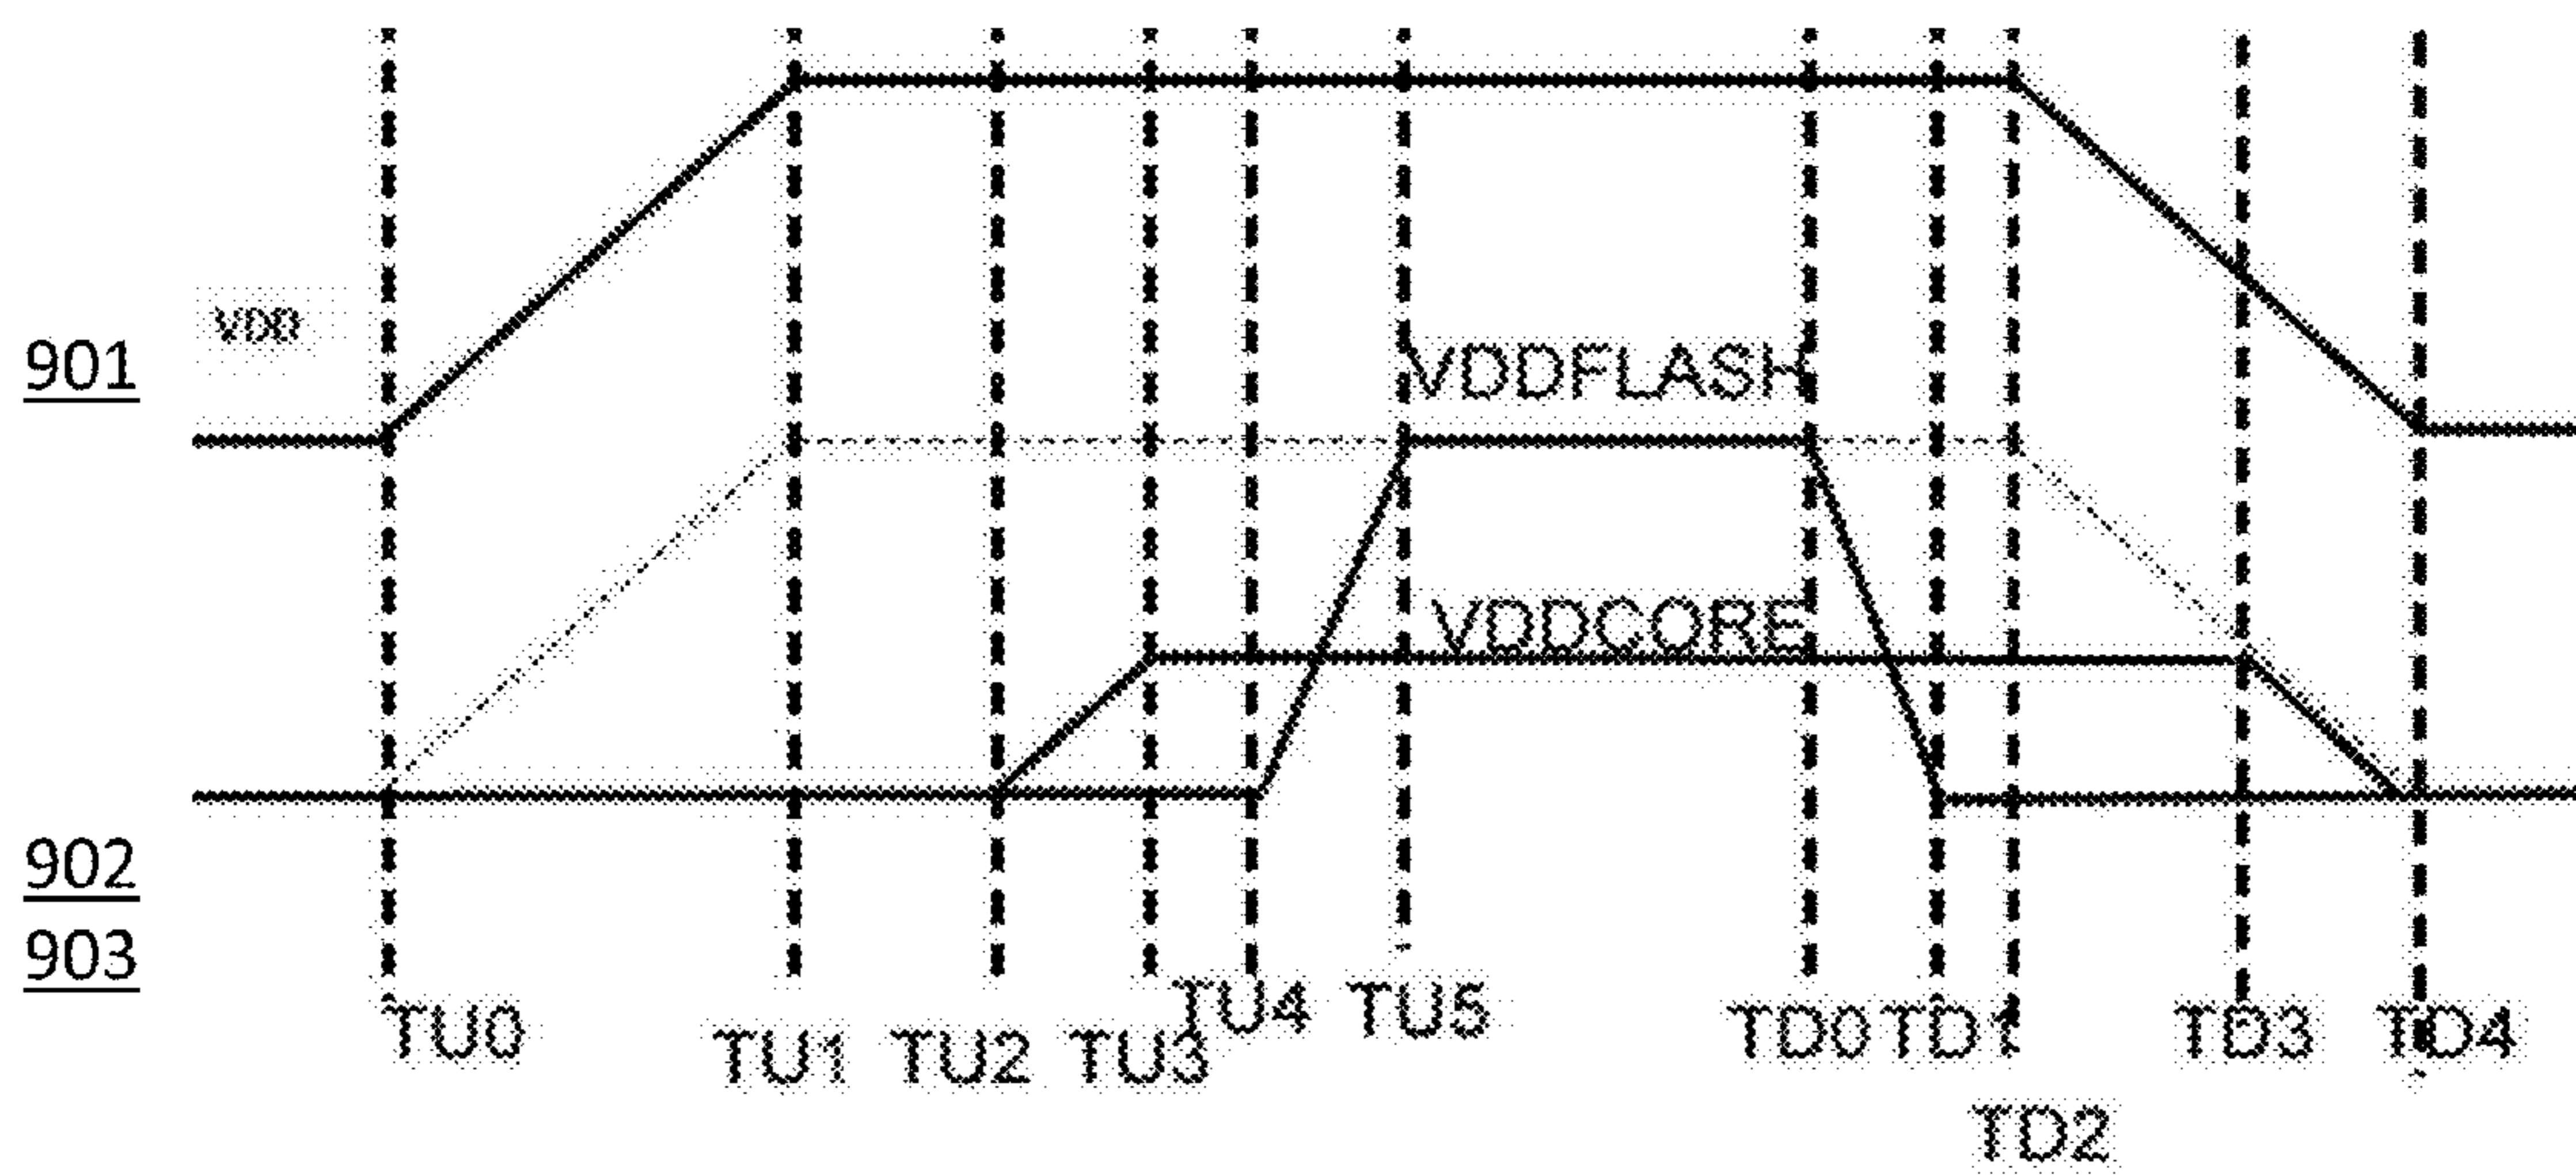 VDD
901
VDDFLASH
VDDCORE
902
903
TU0
TU1
TU2
TU3
TU4
TU5
TD0
TD1
TD2
TD3
TD4